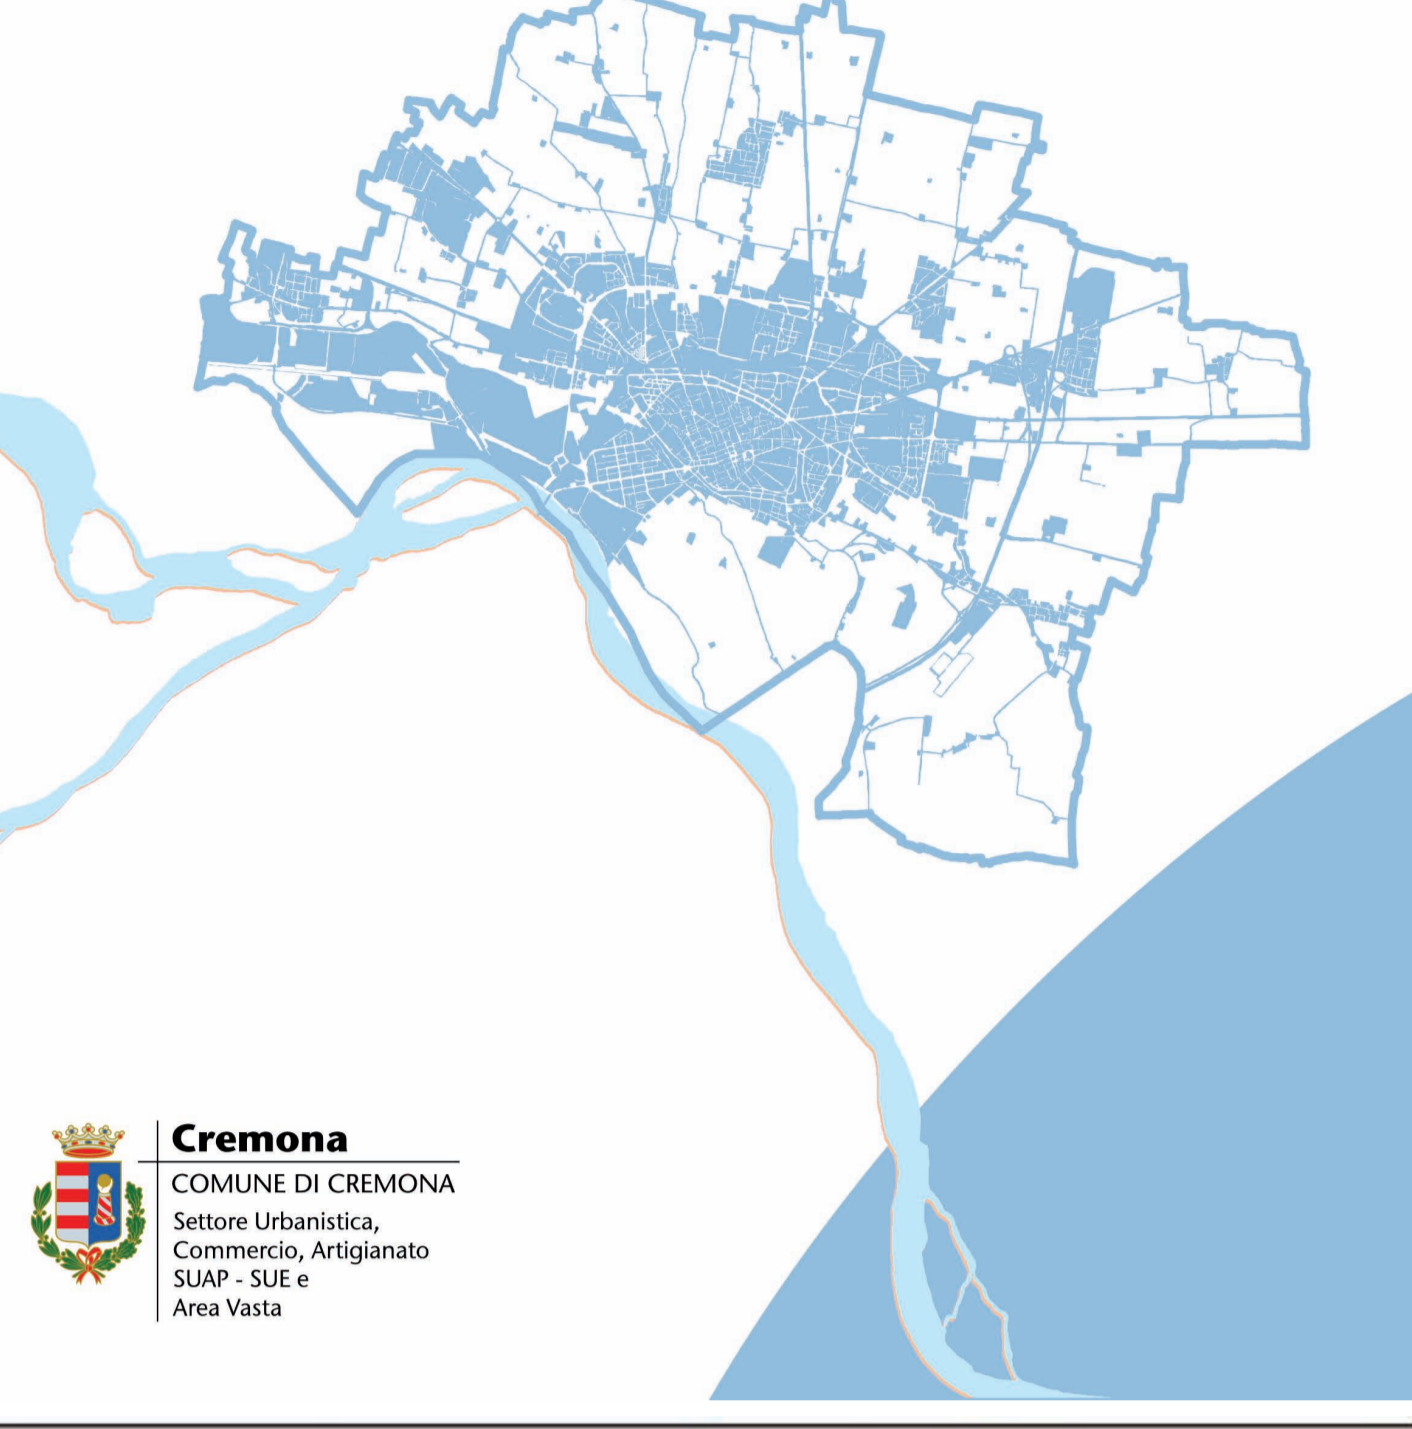 Cremona
COMUNE DI CREMONA
Settore Urbanistica,
Commercio, Artigianato
SUAP - SUE e
Area Vasta